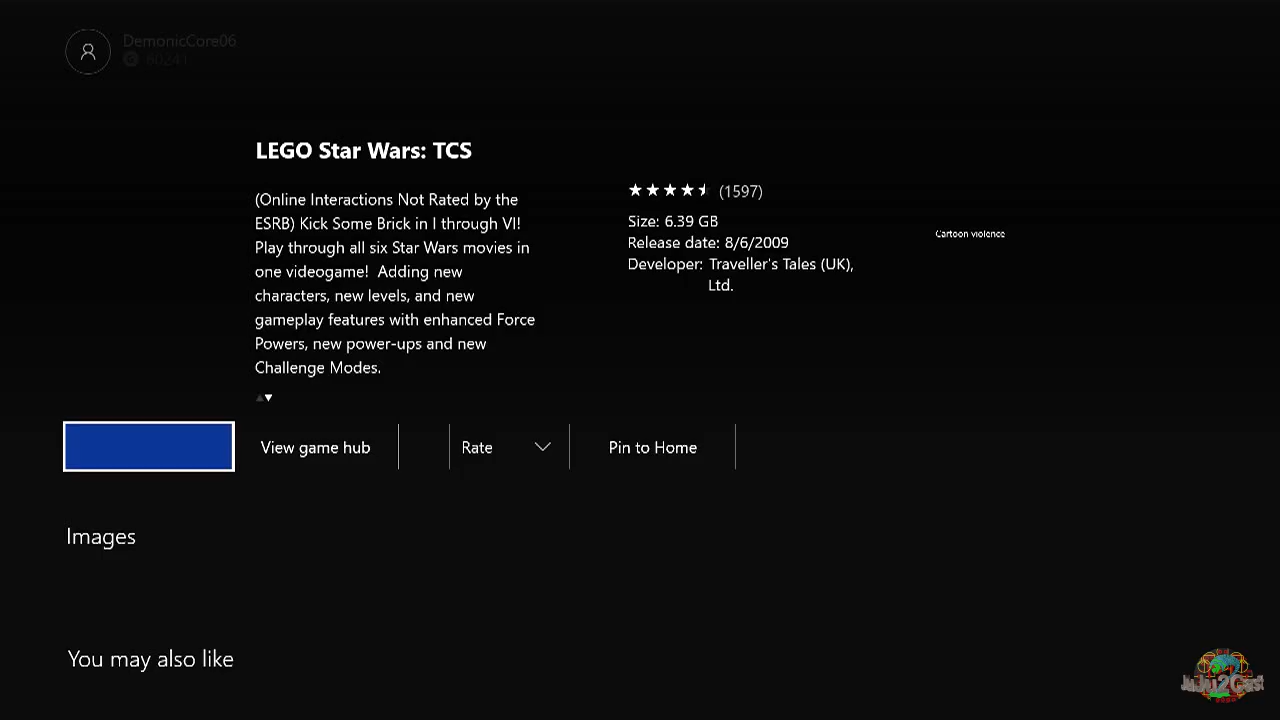 DemonicCore06
G 60241
LEGO Star Wars: TCS
(Online Interactions Not Rated by the
ESRB) Kick Some Brick in I through VI!
Play through all six Star Wars movies in
one videogame!  Adding new
characters, new levels, and new
gameplay features with enhanced Force
Powers, new power-ups and new
Challenge Modes.
(1597)
Size: 6.39 GB
Release date: 8/6/2009
Developer: Traveller's Tales (UK),
Ltd.
Cartoon violence
View game hub
Rate
Pin to Home
Images
You may also like
JuJu2Cast